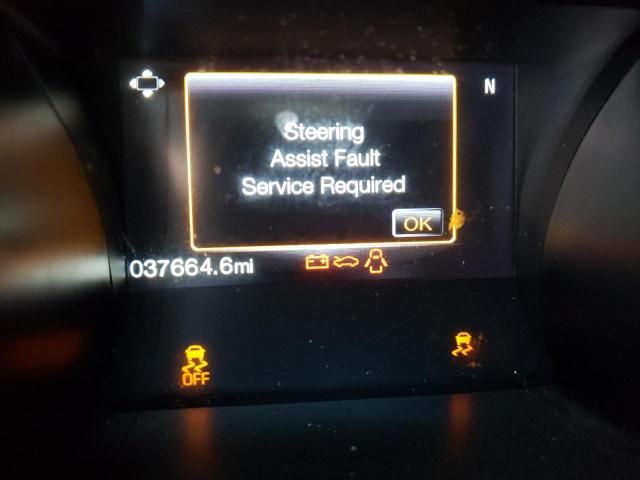 N
Steering
Assist Fault
Service Required
OK
037664.6mi
OFF